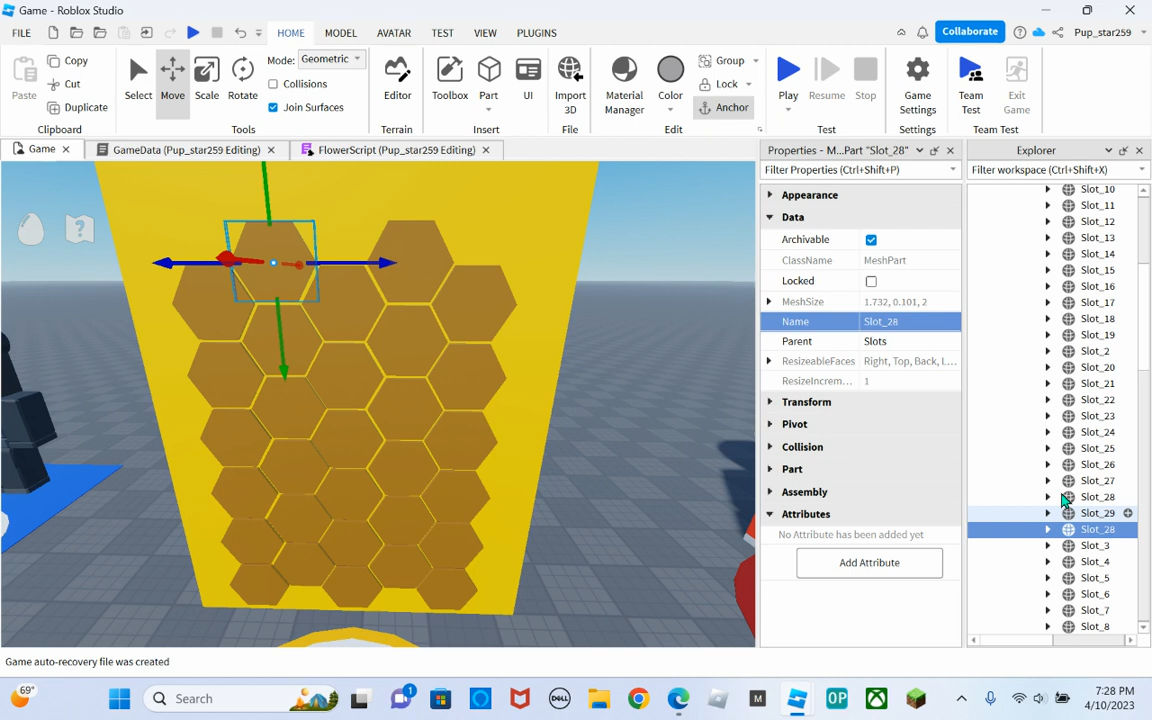 Game - Roblox Studio
FILE HOME MODEL AVATAR TEST VIEW PLUGINS Collaborate Pup_star259
Paste Copy Cut Duplicate Select Move Scale Rotate Mode: Geometric Collisions Join Surfaces Editor Toolbox Part UI Import 3D Material Manager Color Group Lock Anchor Play Resume Stop Game Settings Team Test Exit Game
Clipboard Tools Terrain Insert File Edit Test Settings Team Test
Game GameData (Pup_star259 Editing) FlowerScript (Pup_star259 Editing)
Properties - M...Part "Slot_28"
Filter Properties (Ctrl+Shift+P)
Appearance
Data
Archivable
ClassName MeshPart
Locked
MeshSize 1.732, 0.101, 2
Name Slot_28
Parent Slots
ResizeableFaces Right, Top, Back, L...
ResizeIncrem... 1
Transform
Pivot
Collision
Part
Assembly
Attributes
No Attribute has been added yet
Add Attribute
Explorer
Filter workspace (Ctrl+Shift+X)
Slot_10
Slot_11
Slot_12
Slot_13
Slot_14
Slot_15
Slot_16
Slot_17
Slot_18
Slot_19
Slot_2
Slot_20
Slot_21
Slot_22
Slot_23
Slot_24
Slot_25
Slot_26
Slot_27
Slot_28
Slot_29
Slot_28
Slot_3
Slot_4
Slot_5
Slot_6
Slot_7
Slot_8
Game auto-recovery file was created
69°
Search
1
DELL
M
OP
7:28 PM
4/10/2023